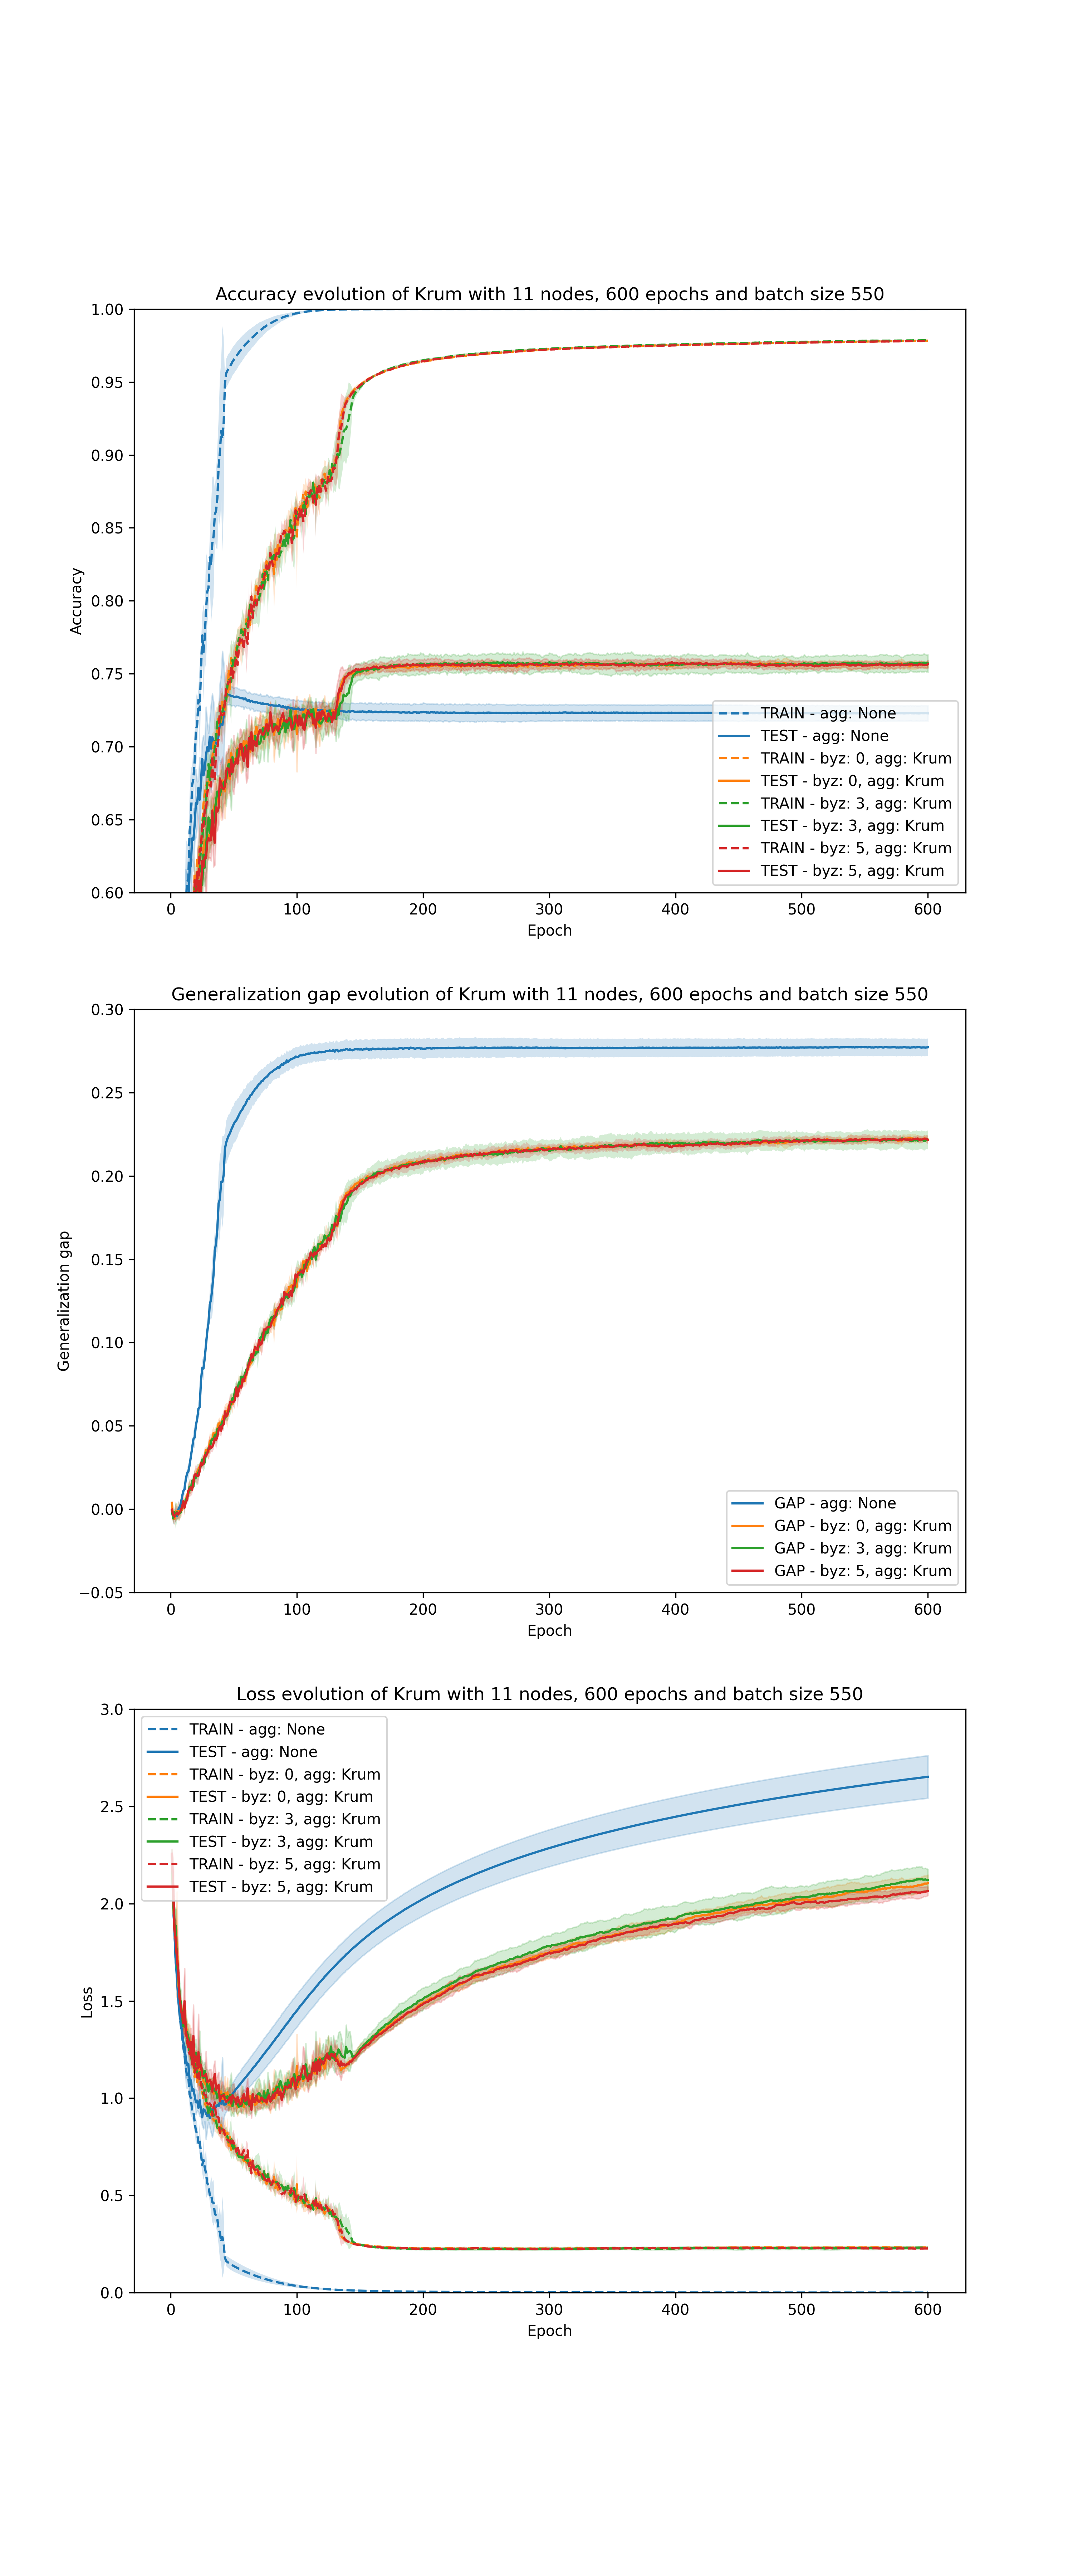 Accuracy evolution of Krum with 11 nodes, 600 epochs and batch size 550
1.00
0.95
0.90
0.85
0.80
0.75
0.70
0.65
0.60
Accuracy
TRAIN - agg: None
TEST - agg: None
TRAIN - byz: 0, agg: Krum
TEST - byz: 0, agg: Krum
TRAIN - byz: 3, agg: Krum
TEST - byz: 3, agg: Krum
TRAIN - byz: 5, agg: Krum
TEST - byz: 5, agg: Krum
0 100 200 300 400 500 600
Epoch
Generalization gap evolution of Krum with 11 nodes, 600 epochs and batch size 550
0.30
0.25
0.20
0.15
0.10
0.05
0.00
−0.05
Generalization gap
GAP - agg: None
GAP - byz: 0, agg: Krum
GAP - byz: 3, agg: Krum
GAP - byz: 5, agg: Krum
0 100 200 300 400 500 600
Epoch
Loss evolution of Krum with 11 nodes, 600 epochs and batch size 550
3.0
2.5
2.0
1.5
1.0
0.5
0.0
Loss
TRAIN - agg: None
TEST - agg: None
TRAIN - byz: 0, agg: Krum
TEST - byz: 0, agg: Krum
TRAIN - byz: 3, agg: Krum
TEST - byz: 3, agg: Krum
TRAIN - byz: 5, agg: Krum
TEST - byz: 5, agg: Krum
0 100 200 300 400 500 600
Epoch